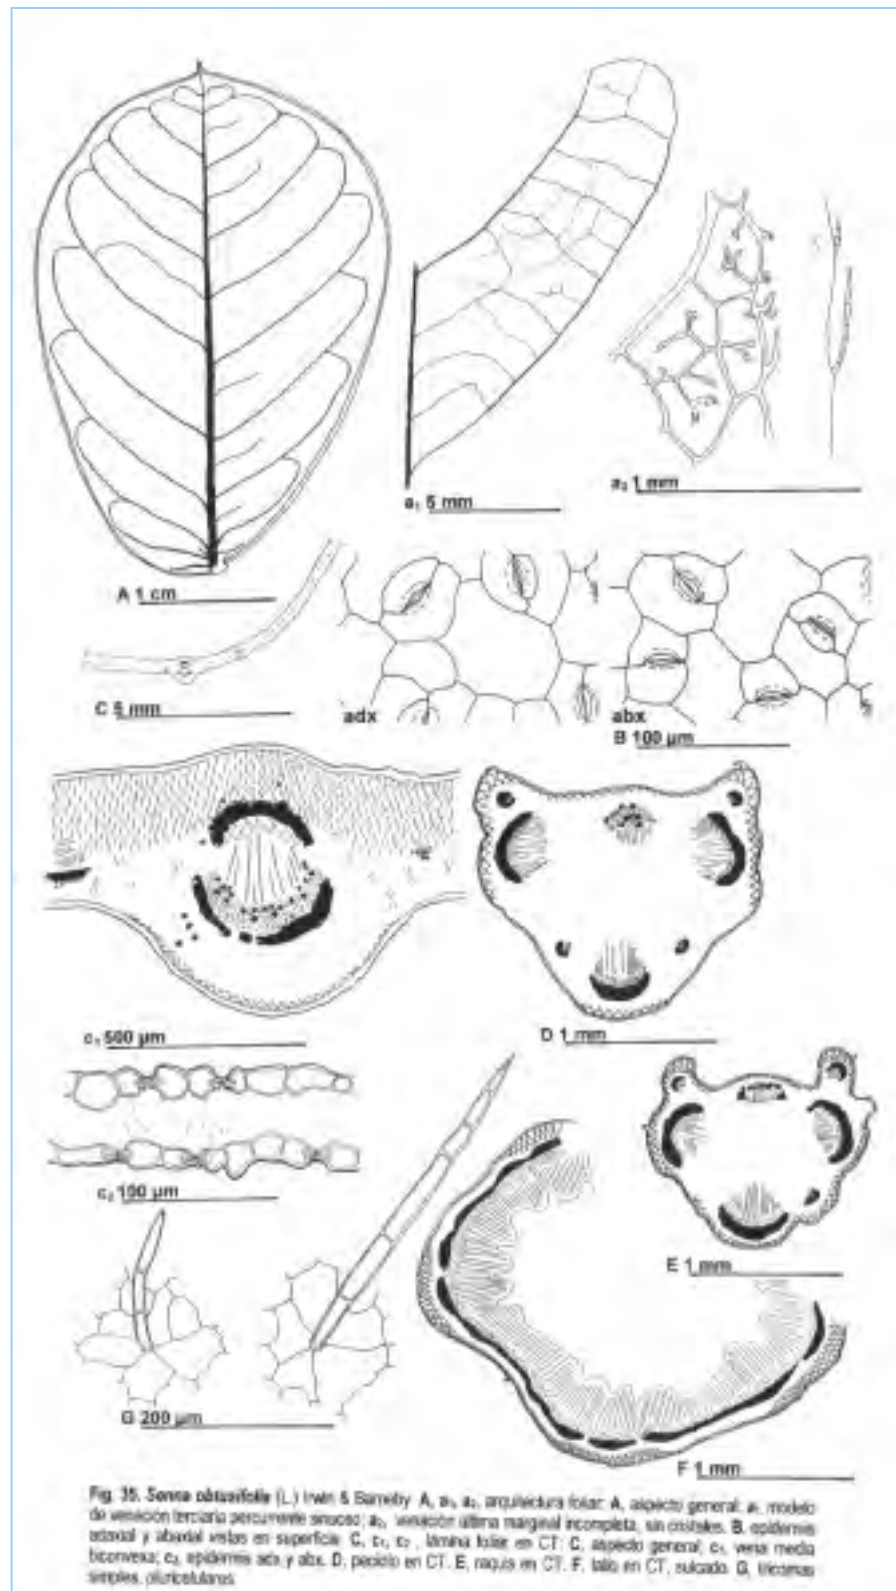 a₁ 5 mm
a₂ 1 mm
A 1 cm
C 5 mm
adx
abx
B 100 µm
c₁ 500 µm
D 1 mm
c₂ 100 µm
E 1 mm
G 200 µm
F 1 mm
Fig. 35. Senna obtusifolia (L.) Irwin & Barneby A, a₁, a₂, arquitectura foliar: A, aspecto general; a₁, modelo
de venación terciaria percurrente sinuoso; a₂, venación última marginal incompleta, sin cristales. B, epidermis
adaxial y abaxial vistas en superficie. C, c₁, c₂, lámina foliar en CT: C, aspecto general; c₁, vena media
biconvexa; c₂, epidermis adx y abx. D, peciolo en CT. E, raquis en CT. F, tallo en CT, sulcado. G, tricomas
simples, pluricelulares.